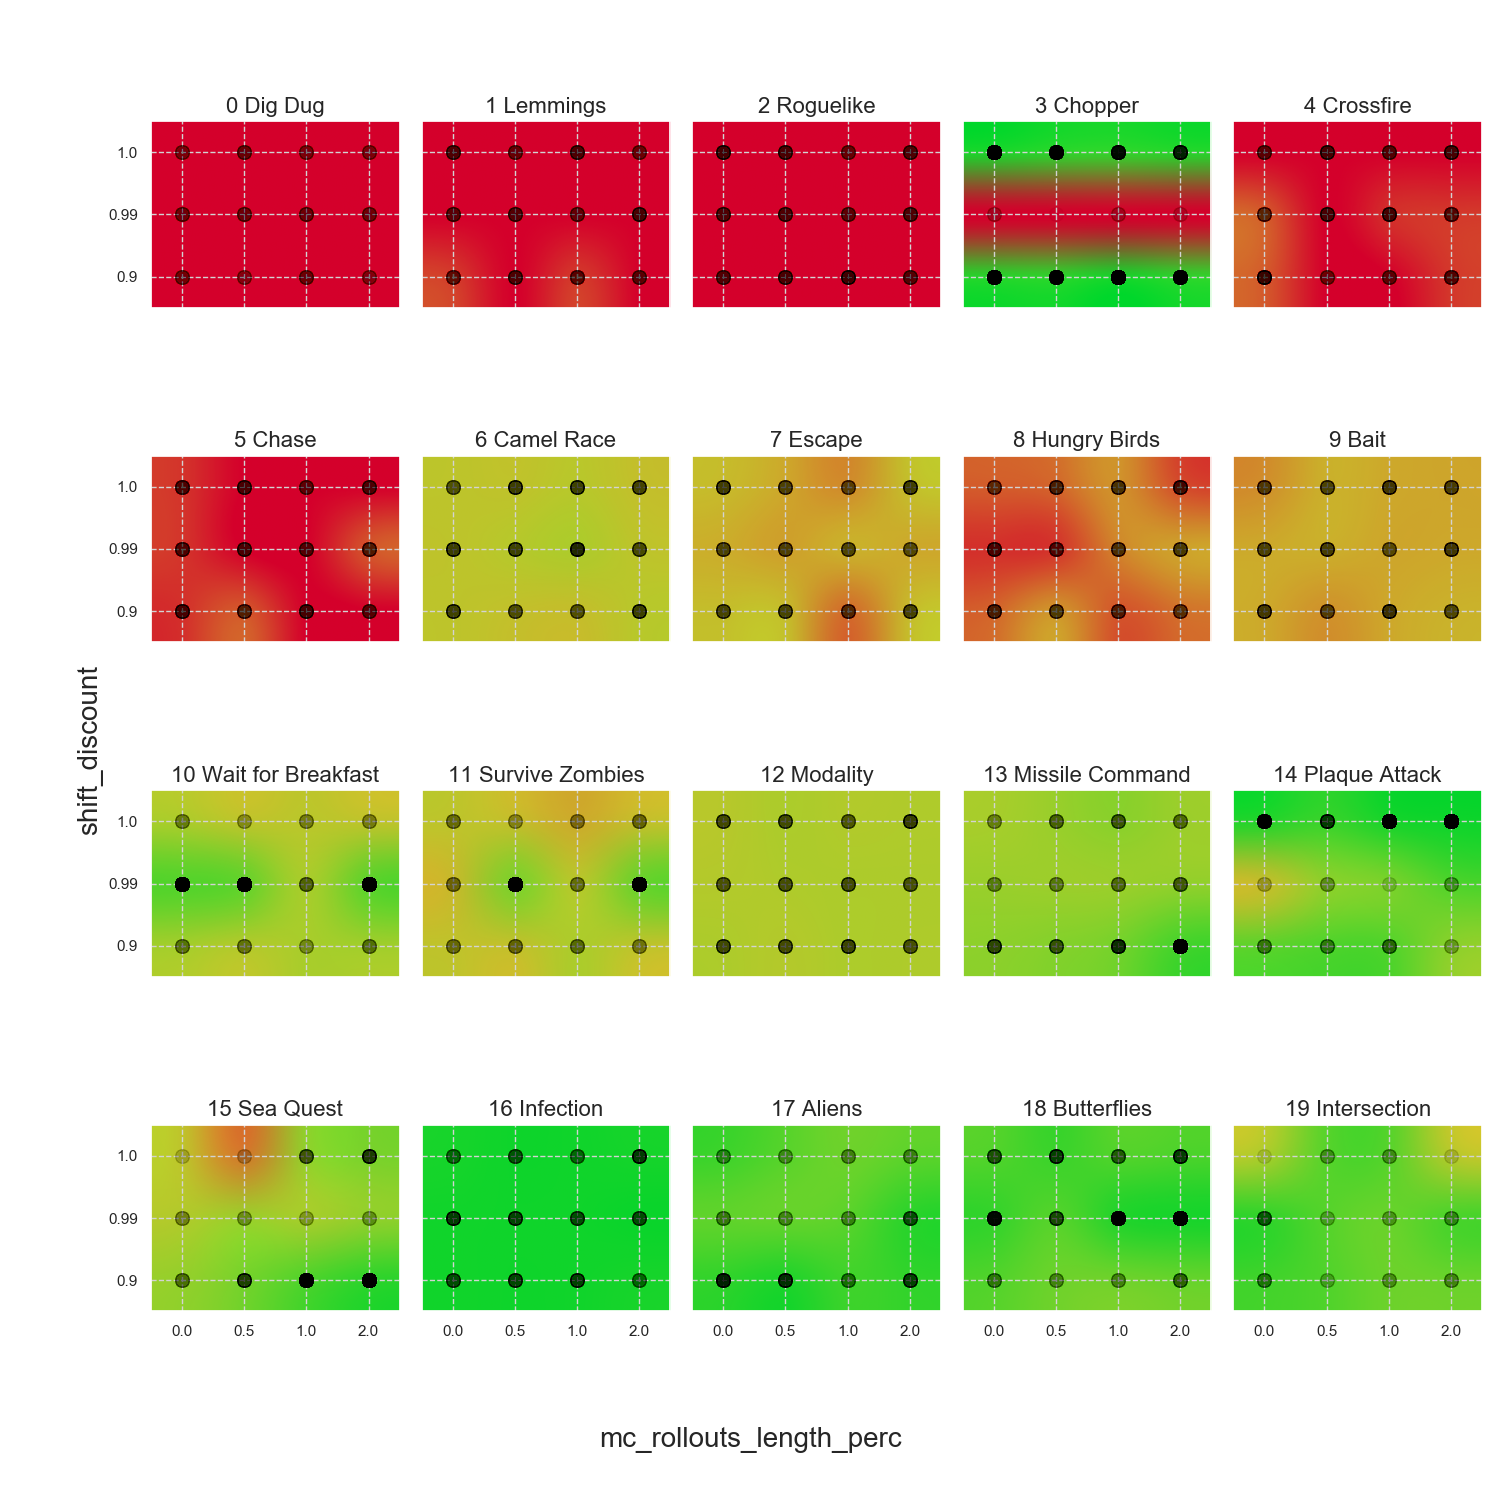 0 Dig Dug
1 Lemmings
2 Roguelike
3 Chopper
4 Crossfire
1.0
0.99
0.9
5 Chase
6 Camel Race
7 Escape
8 Hungry Birds
9 Bait
1.0
0.99
0.9
shift_discount
10 Wait for Breakfast
11 Survive Zombies
12 Modality
13 Missile Command
14 Plaque Attack
1.0
0.99
0.9
15 Sea Quest
16 Infection
17 Aliens
18 Butterflies
19 Intersection
1.0
0.99
0.9
0.0 0.5 1.0 2.0
0.0 0.5 1.0 2.0
0.0 0.5 1.0 2.0
0.0 0.5 1.0 2.0
0.0 0.5 1.0 2.0
mc_rollouts_length_perc